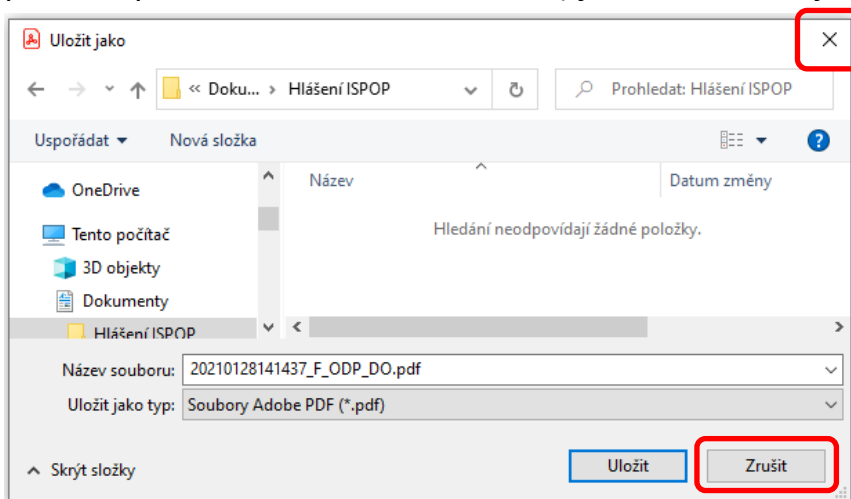 Uložit jako
« Doku... › Hlášení ISPOP
Prohledat: Hlášení ISPOP
Uspořádat
Nová složka
Název
Datum změny
OneDrive
Tento počítač
3D objekty
Dokumenty
Hlášení ISPOP
Hledání neodpovídají žádné položky.
Název souboru: 20210128141437_F_ODP_DO.pdf
Uložit jako typ: Soubory Adobe PDF (*.pdf)
Skrýt složky
Uložit
Zrušit